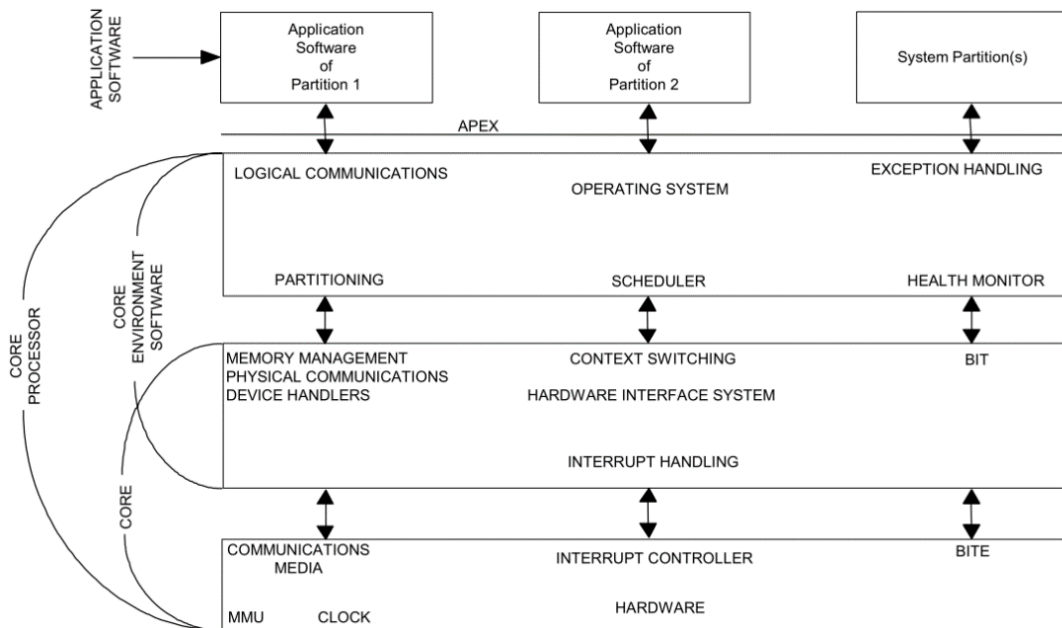 APPLICATION
SOFTWARE
Application
Software
of
Partition 1
Application
Software
of
Partition 2
System Partition(s)
APEX
LOGICAL COMMUNICATIONS
OPERATING SYSTEM
EXCEPTION HANDLING
PARTITIONING
SCHEDULER
HEALTH MONITOR
CORE
PROCESSOR
CORE
ENVIRONMENT
SOFTWARE
MEMORY MANAGEMENT
PHYSICAL COMMUNICATIONS
DEVICE HANDLERS
CONTEXT SWITCHING
HARDWARE INTERFACE SYSTEM
BIT
INTERRUPT HANDLING
CORE
COMMUNICATIONS
MEDIA
INTERRUPT CONTROLLER
BITE
MMU
CLOCK
HARDWARE